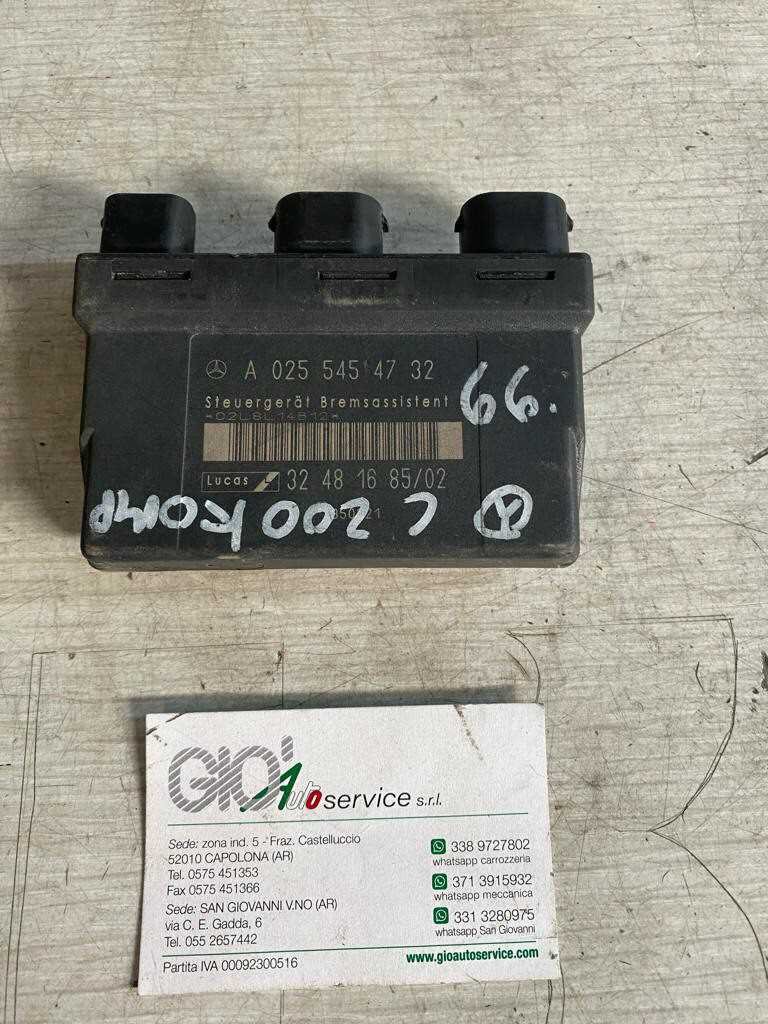 A 025 545 47 32
Steuergerät Bremsassistent
Lucas 32 48 16 85/02
99.
C 200 KOMP
GIO' Auto service s.r.l.
Sede: zona ind. 5 - Fraz. Castelluccio
52010 CAPOLONA (AR)
Tel. 0575 451353
Fax 0575 451366
Sede: SAN GIOVANNI V.NO (AR)
via C. E. Gadda, 6
Tel. 055 2657442
Partita IVA 00092300516
338 9727802
whatsapp carrozzeria
371 3915932
whatsapp meccanica
331 3280975
whatsapp San Giovanni
www.gioautoservice.com